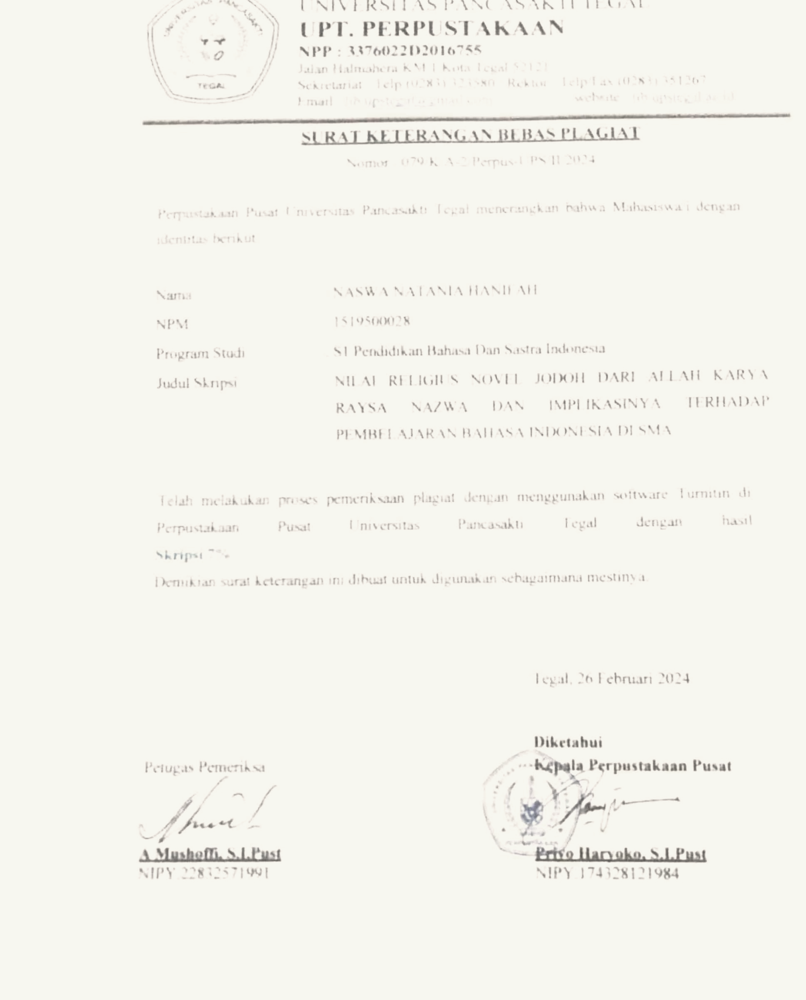 UNIVERSITAS PANCASAKTI
TEGAL
UNIVERSITAS PANCASAKTI TEGAL
UPT. PERPUSTAKAAN
NPP : 3376022D2016755
Jalan Halmahera KM 1 Kota Tegal 52121
Sekretariat Telp (0283) 323580 Rektor Telp/Fax (0283) 351267
Email website
SURAT KETERANGAN BEBAS PLAGIAT
Nomor 079/K/A-2/Perpus-UPS/II/2024
Perpustakaan Pusat Universitas Pancasakti Tegal menerangkan bahwa Mahasiswa/i dengan
identitas berikut
Nama NASWA NATANIA HANIFAH
NPM 1519500028
Program Studi S1 Pendidikan Bahasa Dan Sastra Indonesia
Judul Skripsi NILAI RELIGIUS NOVEL JODOH DARI ALLAH KARYA
RAYSA NAZWA DAN IMPLIKASINYA TERHADAP
PEMBELAJARAN BAHASA INDONESIA DI SMA
Telah melakukan proses pemeriksaan plagiat dengan menggunakan software Turnitin di
Perpustakaan Pusat Universitas Pancasakti Tegal dengan hasil
Skripsi 7%
Demikian surat keterangan ini dibuat untuk digunakan sebagaimana mestinya.
Tegal, 26 Februari 2024
Diketahui
Petugas Pemeriksa Kepala Perpustakaan Pusat
A Mushoffi, S.I.Pust Priyo Haryoko, S.I.Pust
NIPY.22832571991 NIPY.174328121984